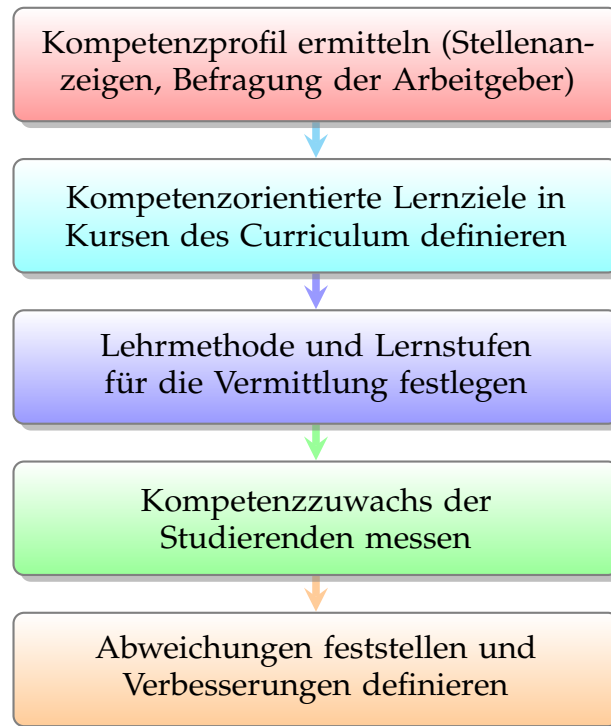 Kompetenzprofil ermitteln (Stellenan-
zeigen, Befragung der Arbeitgeber)
Kompetenzorientierte Lernziele in
Kursen des Curriculum definieren
Lehrmethode und Lernstufen
für die Vermittlung festlegen
Kompetenzzuwachs der
Studierenden messen
Abweichungen feststellen und
Verbesserungen definieren